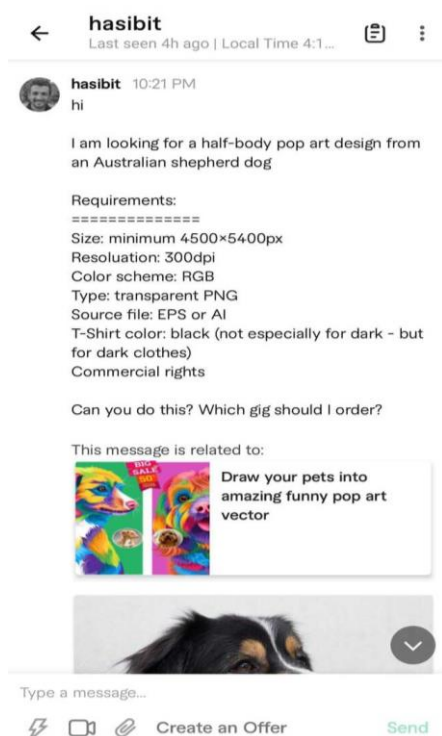 hasibit
Last seen 4h ago | Local Time 4:1...
hasibit 10:21 PM
hi
I am looking for a half-body pop art design from
an Australian shepherd dog
Requirements:
==============
Size: minimum 4500×5400px
Resoluation: 300dpi
Color scheme: RGB
Type: transparent PNG
Source file: EPS or AI
T-Shirt color: black (not especially for dark - but
for dark clothes)
Commercial rights
Can you do this? Which gig should I order?
This message is related to:
BIG
SALE
50
Draw your pets into
amazing funny pop art
vector
Type a message...
Create an Offer
Send